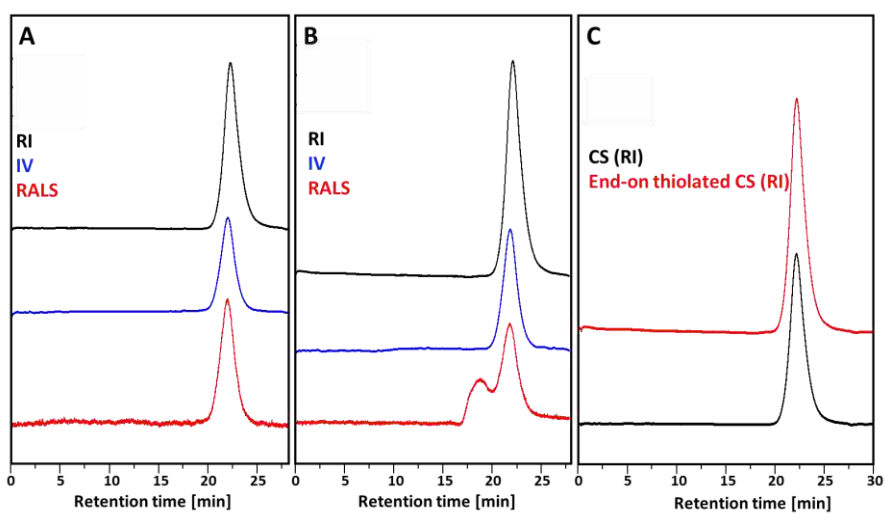 A
RI
IV
RALS
0 5 10 15 20 25
Retention time [min]
B
RI
IV
RALS
0 5 10 15 20 25
Retention time [min]
C
CS (RI)
End-on thiolated CS (RI)
0 5 10 15 20 25 30
Retention time [min]